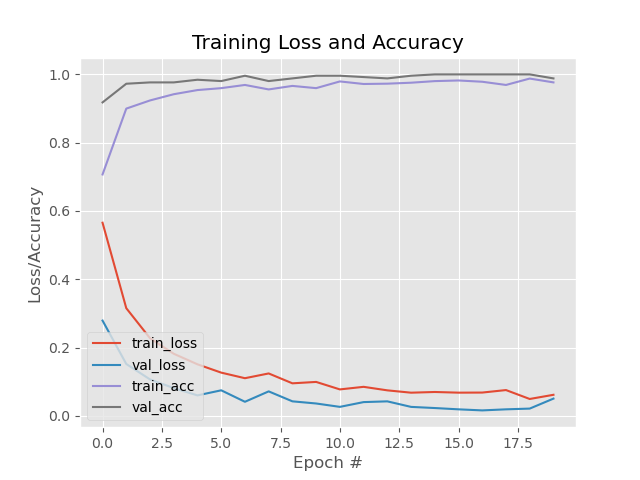 Training Loss and Accuracy
1.0
0.8
0.6
0.4
0.2
0.0
Loss/Accuracy
train_loss
val_loss
train_acc
val_acc
0.0 2.5 5.0 7.5 10.0 12.5 15.0 17.5
Epoch #